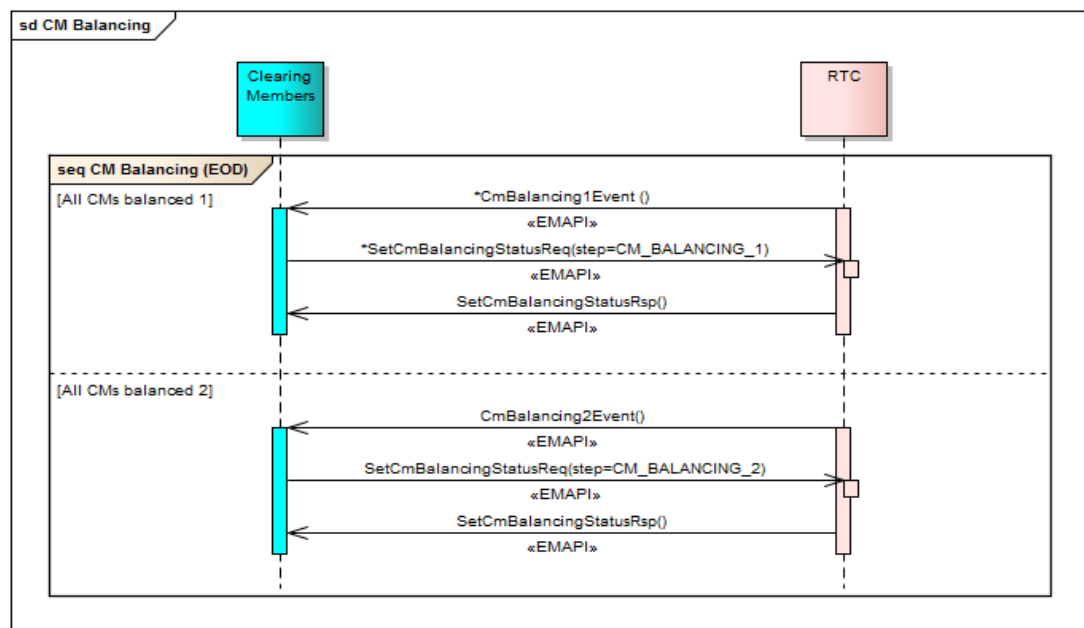 sd CM Balancing
Clearing
Members
RTC
seq CM Balancing (EOD)
[All CMs balanced 1]
*CmBalancing1Event ()
«EMAPI»
*SetCmBalancingStatusReq(step=CM_BALANCING_1)
«EMAPI»
SetCmBalancingStatusRsp()
«EMAPI»
[All CMs balanced 2]
CmBalancing2Event()
«EMAPI»
SetCmBalancingStatusReq(step=CM_BALANCING_2)
«EMAPI»
SetCmBalancingStatusRsp()
«EMAPI»